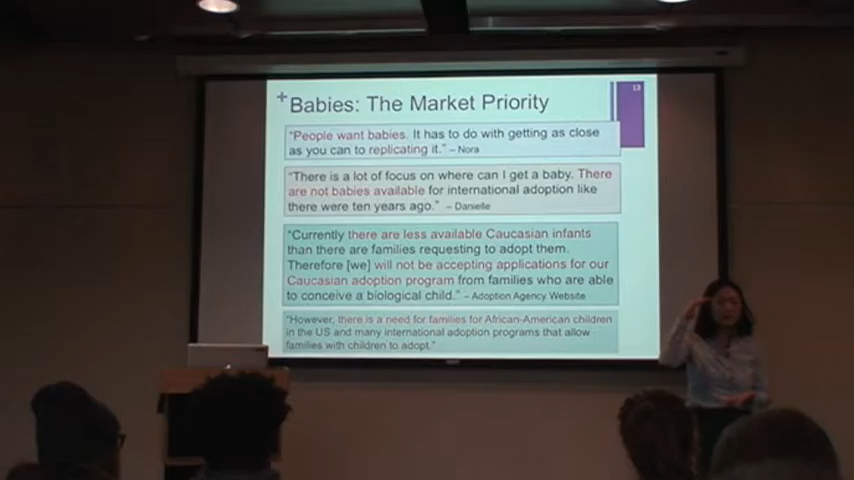 13
+Babies: The Market Priority
"People want babies. It has to do with getting as close
as you can to replicating it." – Nora
"There is a lot of focus on where can I get a baby. There
are not babies available for international adoption like
there were ten years ago." – Danielle
"Currently there are less available Caucasian infants
than there are families requesting to adopt them.
Therefore [we] will not be accepting applications for our
Caucasian adoption program from families who are able
to conceive a biological child." – Adoption Agency Website
"However, there is a need for families for African-American children
in the US and many international adoption programs that allow
families with children to adopt."